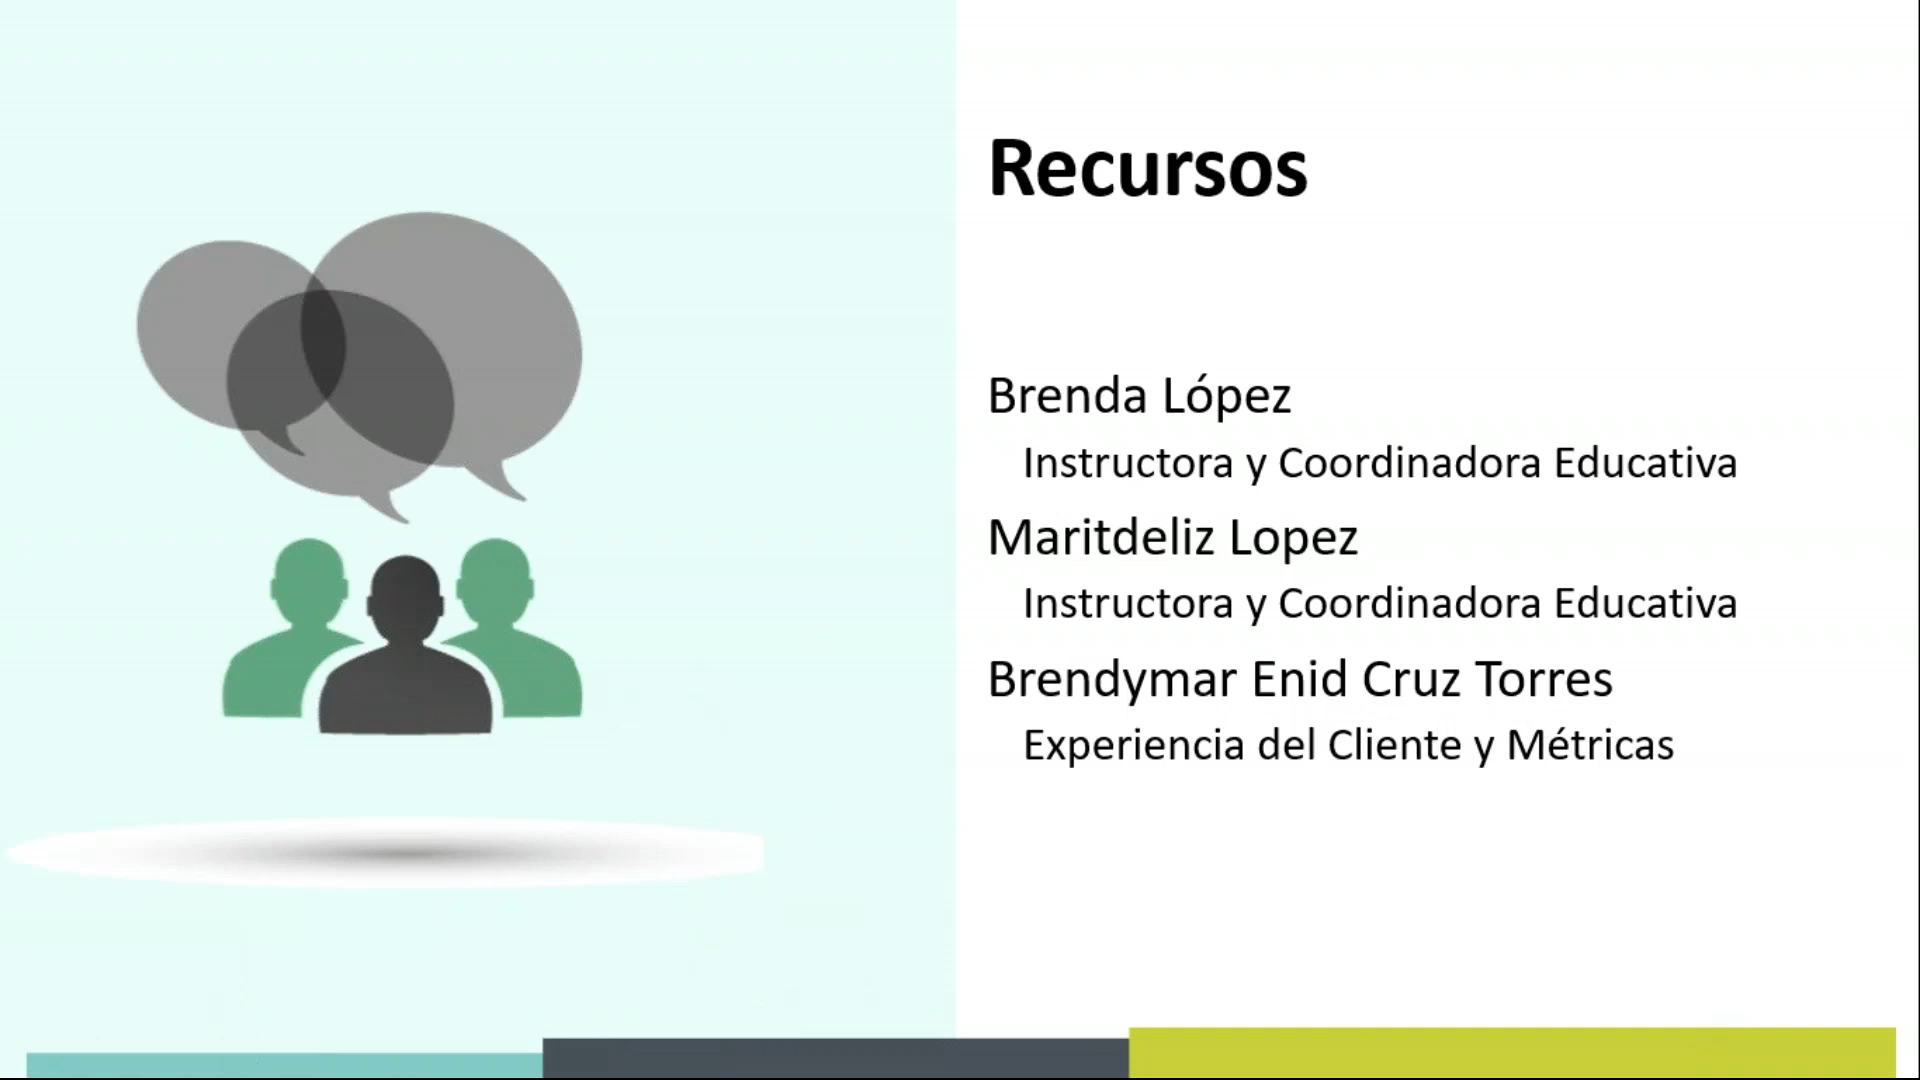 Recursos
Brenda López
Instructora y Coordinadora Educativa
Maritdeliz Lopez
Instructora y Coordinadora Educativa
Brendymar Enid Cruz Torres
Experiencia del Cliente y Métricas